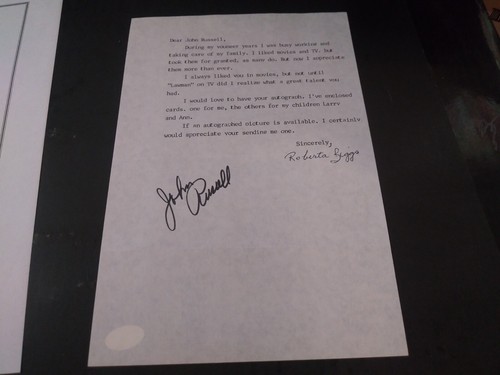 Dear John Russell,
During my younger years I was busy working and
taking care of my family. I liked movies and TV, but
took them for granted; as many do. But now I appreciate
them more than ever.
I always liked you in movies, but not until
"Lawman" on TV did I realize what a great talent you
had.
I would love to have your autograph. I've enclosed
cards. one for me, the others for my children Larry
and Ann.
If an autographed picture is available, I certainly
would appreciate your sending me one.
Sincerely,
Roberta Biggs
John
Russell